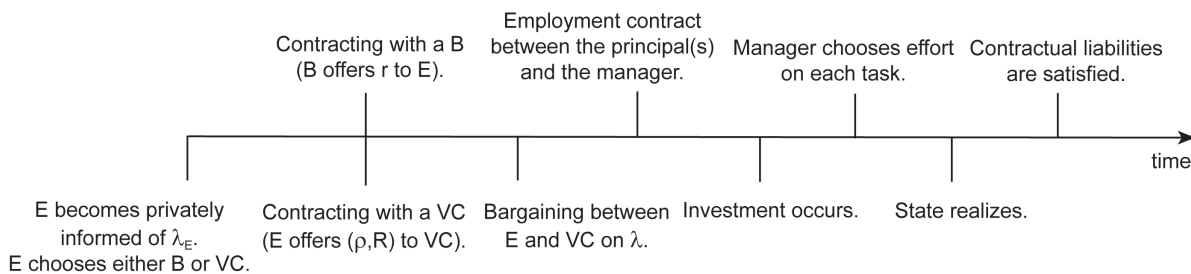 Contracting with a B
(B offers r to E).
Employment contract
between the principal(s)
and the manager.
Manager chooses effort
on each task.
Contractual liabilities
are satisfied.
time
E becomes privately
informed of λE.
E chooses either B or VC.
Contracting with a VC
(E offers (ρ,R) to VC).
Bargaining between
E and VC on λ.
Investment occurs.
State realizes.